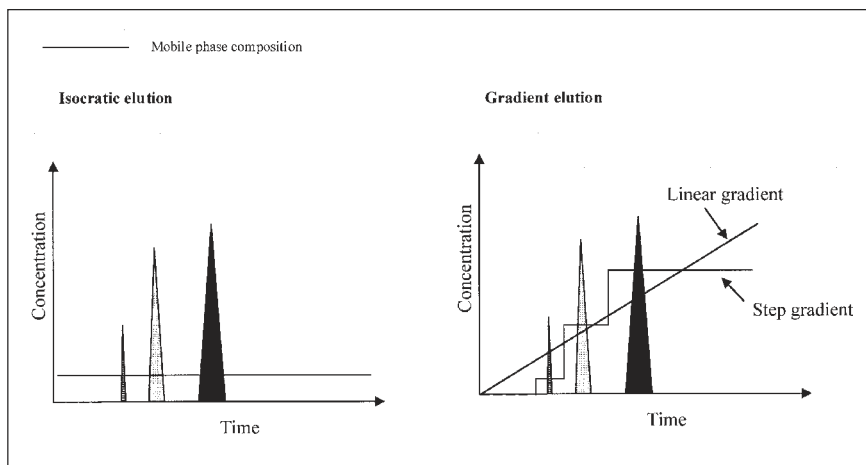 Mobile phase composition
Isocratic elution
Gradient elution
Concentration
Time
Concentration
Linear gradient
Step gradient
Time